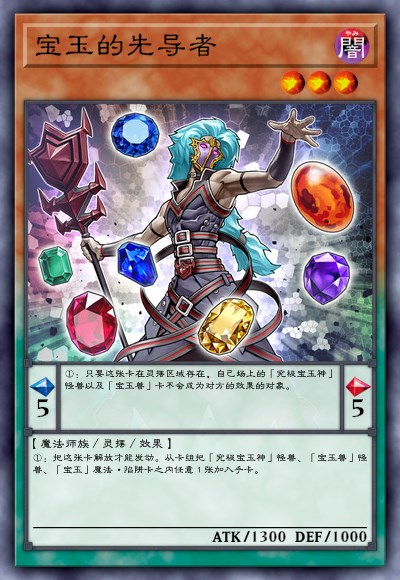 宝玉的先导者
やみ
闇
①：只要这张卡在灵摆区域存在，自己场上的「究极宝玉神」
怪兽以及「宝玉兽」卡不会成为对方的效果的对象。
5
5
【魔法师族／灵摆／效果】
①：把这张卡解放才能发动。从卡组把「究极宝玉神」怪兽、「宝玉兽」怪
兽、「宝玉」魔法·陷阱卡之内任意1张加入手卡。
ATK/1300 DEF/1000